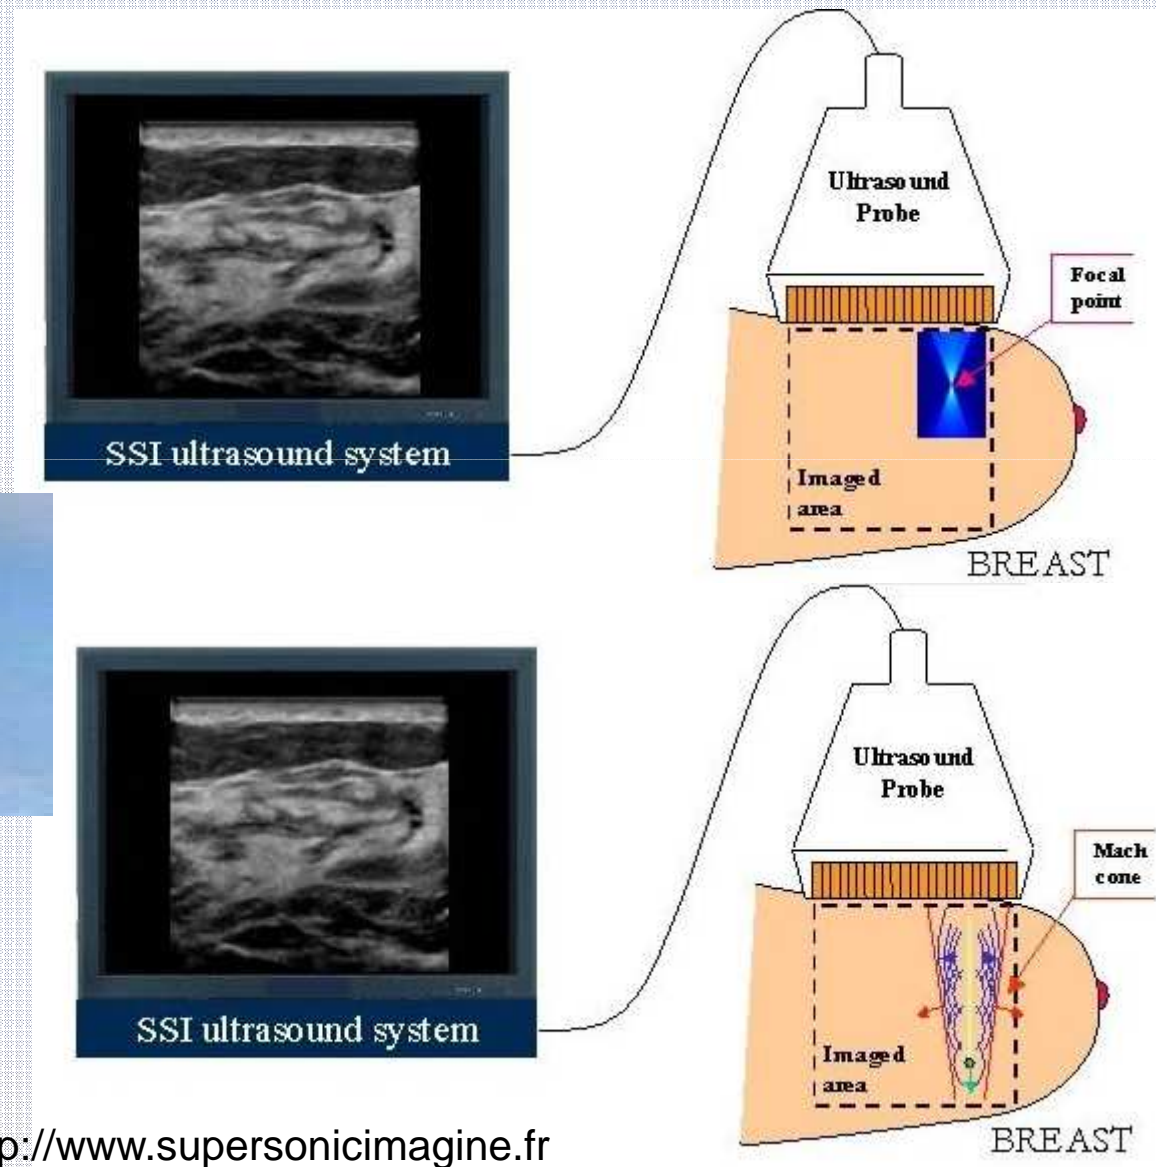 Ultrasound
Probe
Focal
point
SSI ultrasound system
Imaged
area
BREAST
Ultrasound
Probe
Mach
cone
SSI ultrasound system
Imaged
area
BREAST
p://www.supersonicimagine.fr